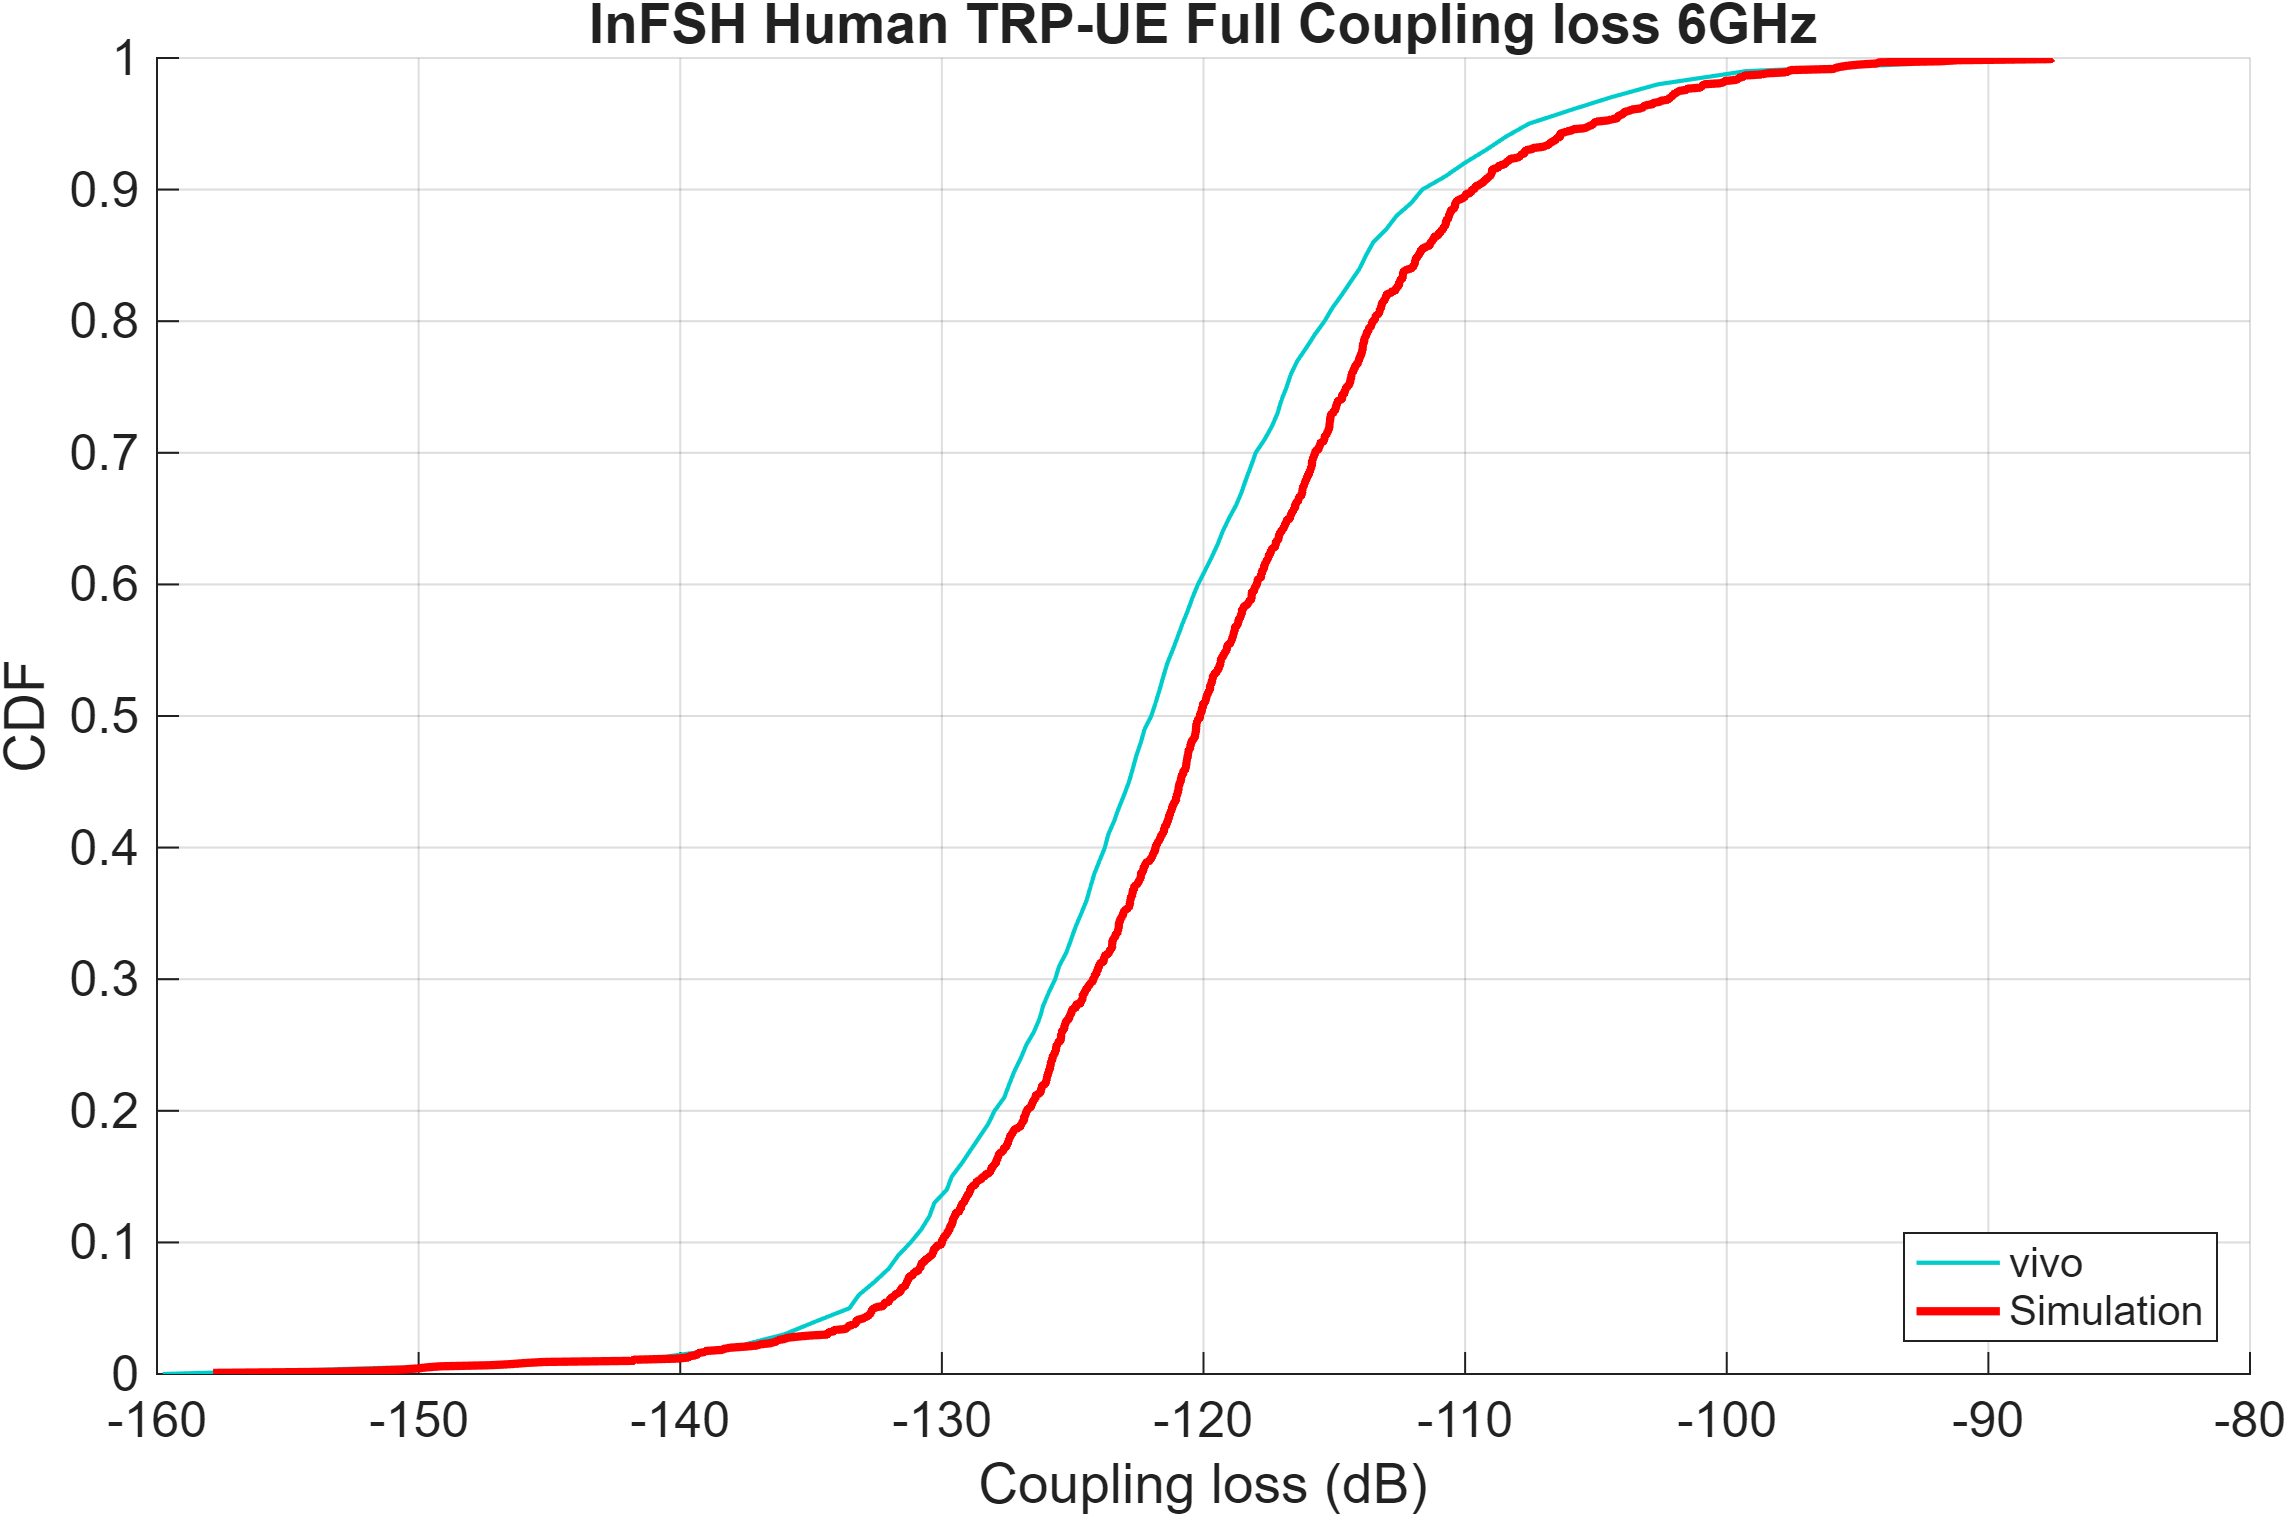 InFSH Human TRP-UE Full Coupling loss 6GHz
1
0.9
0.8
0.7
0.6
0.5
0.4
0.3
0.2
0.1
0
CDF
-160 -150 -140 -130 -120 -110 -100 -90 -80
Coupling loss (dB)
vivo
Simulation